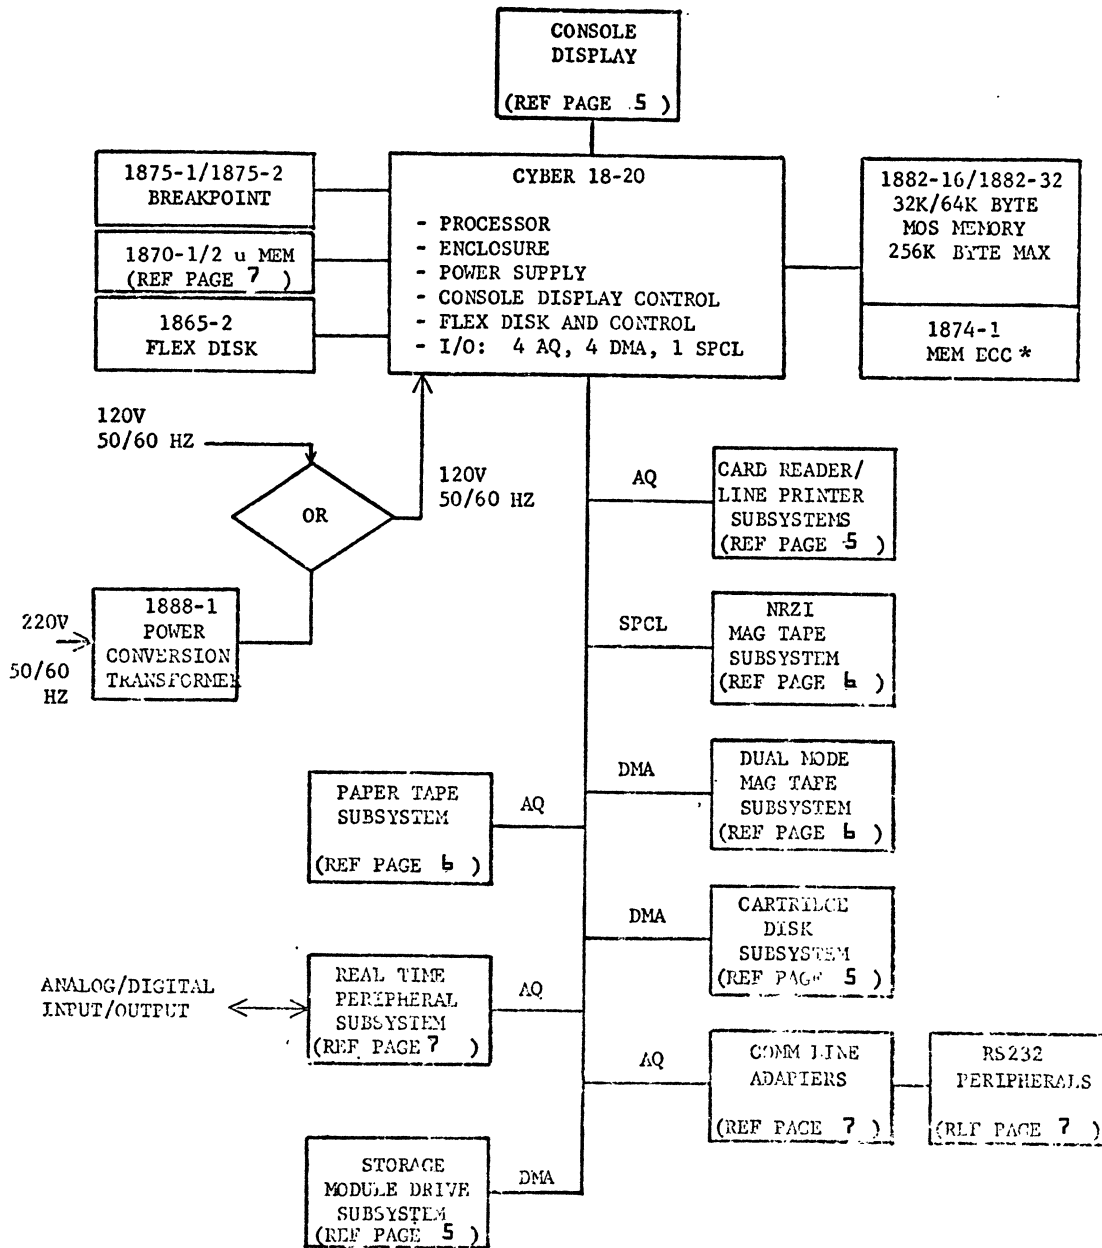 CONSOLE
DISPLAY
(REF PAGE 5 )
1875-1/1875-2
BREAKPOINT
1870-1/2 u MEM
(REF PAGE 7 )
1865-2
FLEX DISK
CYBER 18-20
- PROCESSOR
- ENCLOSURE
- POWER SUPPLY
- CONSOLE DISPLAY CONTROL
- FLEX DISK AND CONTROL
- I/O: 4 AQ, 4 DMA, 1 SPCL
1882-16/1882-32
32K/64K BYTE
MOS MEMORY
256K BYTE MAX
1874-1
MEM ECC *
120V
50/60 HZ
OR
120V
50/60 HZ
220V
50/60
HZ
1888-1
POWER
CONVERSION
TRANSFORMER
AQ
CARD READER/
LINE PRINTER
SUBSYSTEMS
(REF PAGE 5 )
SPCL
NRZI
MAG TAPE
SUBSYSTEM
(REF PAGE 6 )
DMA
DUAL MODE
MAG TAPE
SUBSYSTEM
(REF PAGE 6 )
PAPER TAPE
SUBSYSTEM
(REF PAGE 6 )
AQ
DMA
CARTRIDGE
DISK
SUBSYSTEM
(REF PAGE 5 )
ANALOG/DIGITAL
INPUT/OUTPUT
REAL TIME
PERIPHERAL
SUBSYSTEM
(REF PAGE 7 )
AQ
AQ
COMM LINE
ADAPTERS
(REF PAGE 7 )
RS232
PERIPHERALS
(REF PAGE 7 )
STORAGE
MODULE DRIVE
SUBSYSTEM
(REF PAGE 5 )
DMA